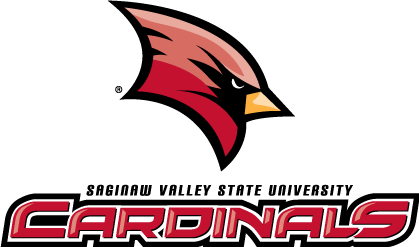 ®
SAGINAW VALLEY STATE UNIVERSITY
CARDINALS